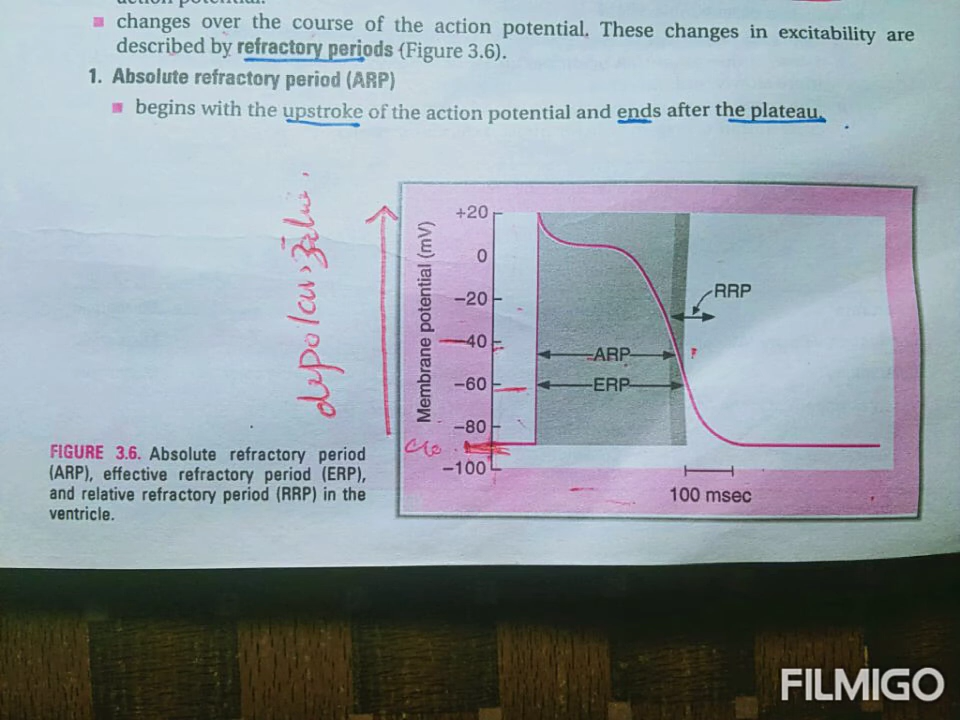 action potential.
changes over the course of the action potential. These changes in excitability are
described by refractory periods (Figure 3.6).
1. Absolute refractory period (ARP)
begins with the upstroke of the action potential and ends after the plateau.
Membrane potential (mV)
+20
0
−20
−40
−60
−80
−100
RRP
ARP
ERP
100 msec
FIGURE 3.6. Absolute refractory period
(ARP), effective refractory period (ERP),
and relative refractory period (RRP) in the
ventricle.
FILMIGO